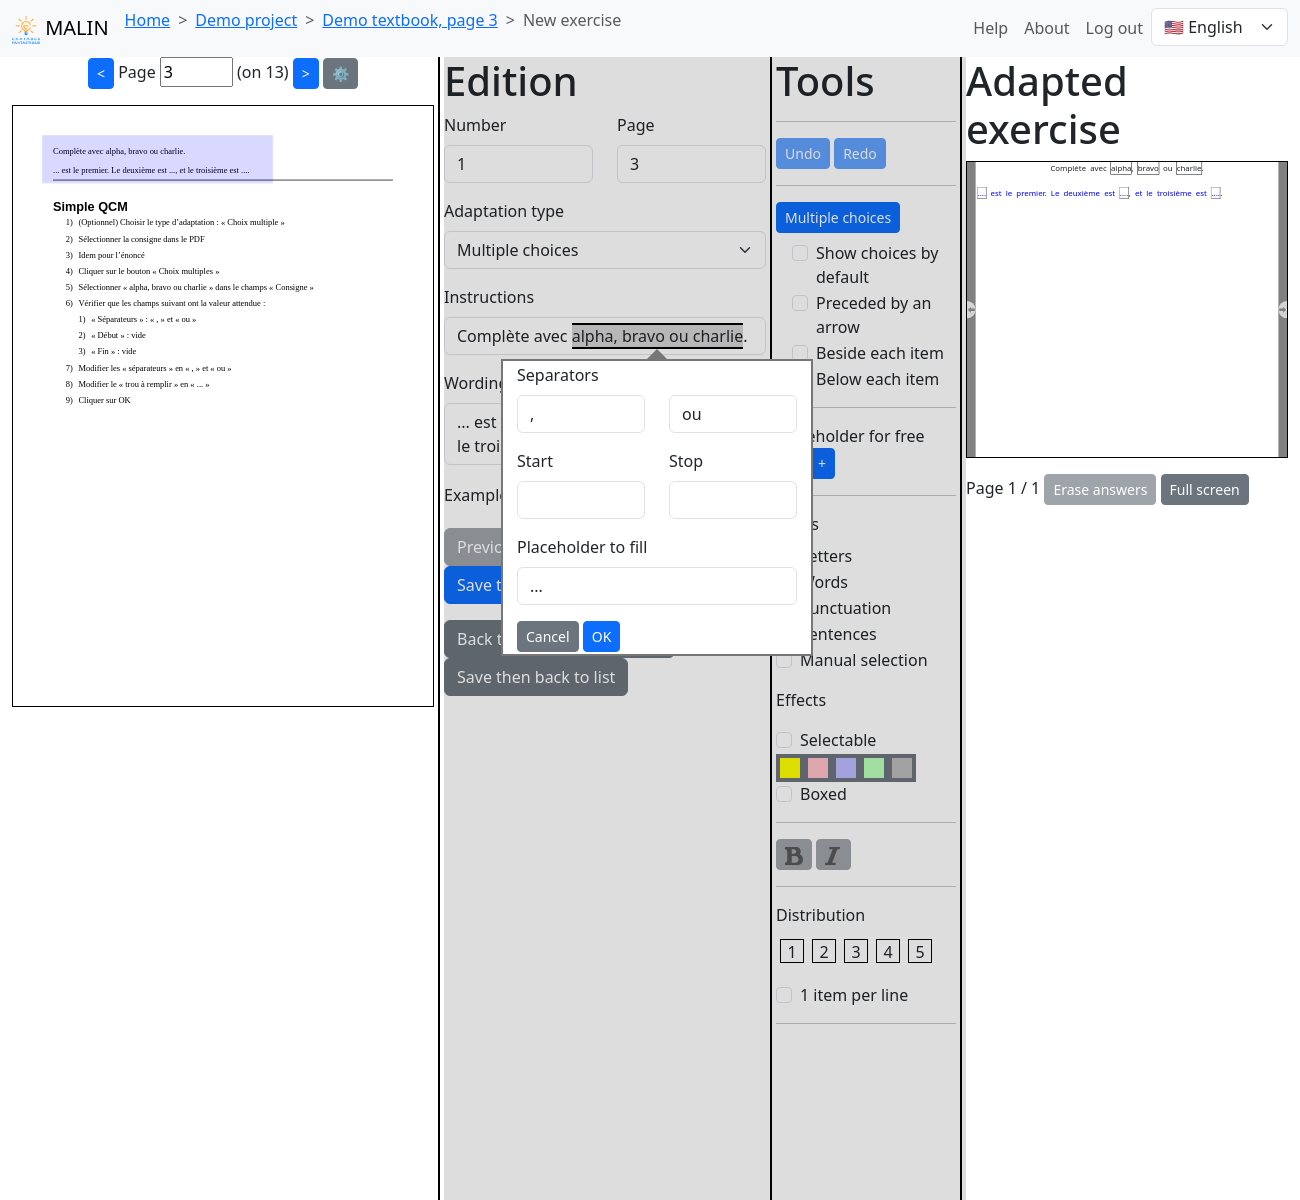 MALIN
Home > Demo project > Demo textbook, page 3 > New exercise
Help About Log out 🇺🇸 English
< Page 3 (on 13) > ⚙️
Complète avec alpha, bravo ou charlie.
... est le premier. Le deuxième est ..., et le troisième est ....
Simple QCM
1) (Optionnel) Choisir le type d’adaptation : « Choix multiple »
2) Sélectionner la consigne dans le PDF
3) Idem pour l’énoncé
4) Cliquer sur le bouton « Choix multiples »
5) Sélectionner « alpha, bravo ou charlie » dans le champs « Consigne »
6) Vérifier que les champs suivant ont la valeur attendue :
1) « Séparateurs » : « , » et « ou »
2) « Début » : vide
3) « Fin » : vide
7) Modifier les « séparateurs » en « , » et « ou »
8) Modifier le « trou à remplir » en « ... »
9) Cliquer sur OK
Edition
Number Page
1 3
Adaptation type
Multiple choices
Instructions
Complète avec alpha, bravo ou charlie.
Wording
... est
le troi
Example
Previo
Save t
Back t
Save then back to list
Separators
, ou
Start Stop
Placeholder to fill
...
Cancel OK
Tools
Undo Redo
Multiple choices
Show choices by
default
Preceded by an
arrow
Beside each item
Below each item
eholder for free
+
s
etters
ords
unctuation
entences
Manual selection
Effects
Selectable
Boxed
B I
Distribution
1 2 3 4 5
1 item per line
Adapted
exercise
Complète avec alpha, bravo ou charlie.
.... est le premier. Le deuxième est ...., et le troisième est .....
Page 1 / 1 Erase answers Full screen